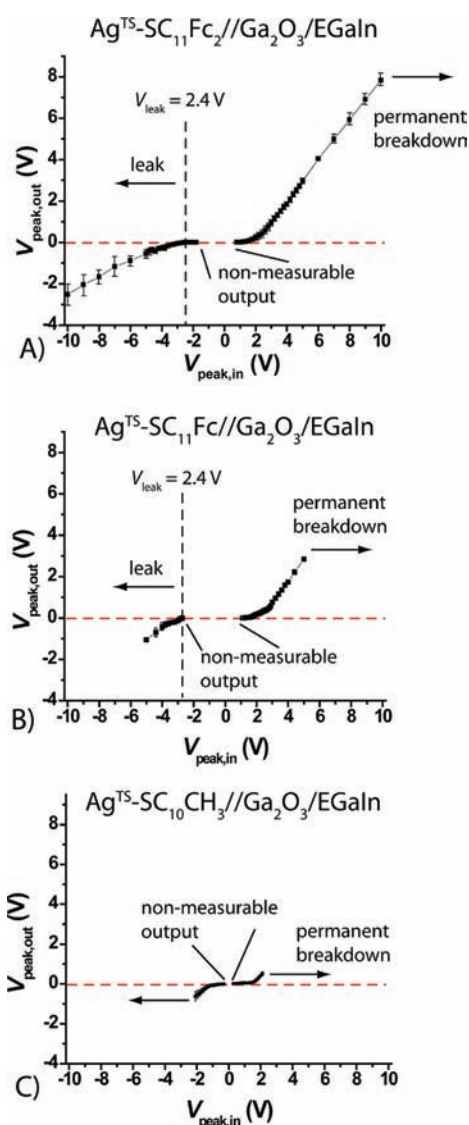 Ag^TS-SC₁₁Fc₂//Ga₂O₃/EGaIn
V_leak = 2.4 V
leak
permanent
breakdown
non-measurable
output
V_peak,out (V)
8
6
4
2
0
-2
-4
-10 -8 -6 -4 -2 0 2 4 6 8 10
V_peak,in (V)
A)
Ag^TS-SC₁₁Fc//Ga₂O₃/EGaIn
V_leak = 2.4 V
permanent
breakdown
leak
non-measurable
output
V_peak,out (V)
8
6
4
2
0
-2
-4
-10 -8 -6 -4 -2 0 2 4 6 8 10
V_peak,in (V)
B)
Ag^TS-SC₁₀CH₃//Ga₂O₃/EGaIn
non-measurable
output
permanent
breakdown
V_peak,out (V)
8
6
4
2
0
-2
-4
-10 -8 -6 -4 -2 0 2 4 6 8 10
V_peak,in (V)
C)